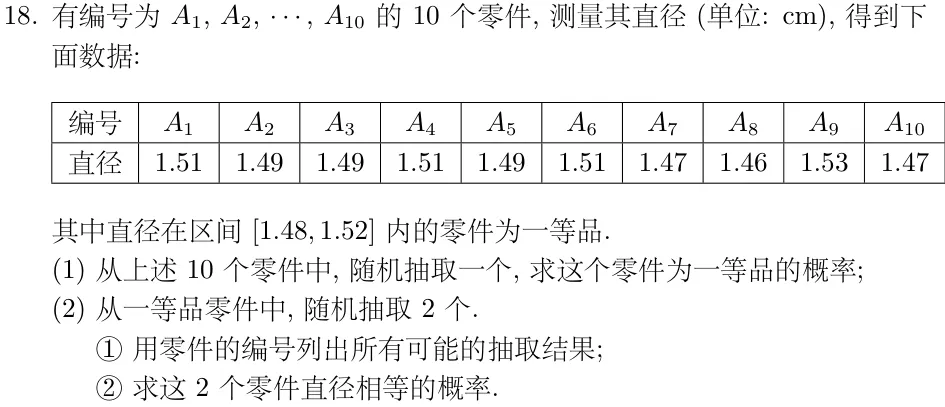 18. 有编号为 A₁, A₂, ⋯, A₁₀ 的 10 个零件, 测量其直径 (单位: cm), 得到下
面数据:
编号 A₁ A₂ A₃ A₄ A₅ A₆ A₇ A₈ A₉ A₁₀
直径 1.51 1.49 1.49 1.51 1.49 1.51 1.47 1.46 1.53 1.47
其中直径在区间 [1.48, 1.52] 内的零件为一等品.
(1) 从上述 10 个零件中, 随机抽取一个, 求这个零件为一等品的概率;
(2) 从一等品零件中, 随机抽取 2 个.
① 用零件的编号列出所有可能的抽取结果;
② 求这 2 个零件直径相等的概率.